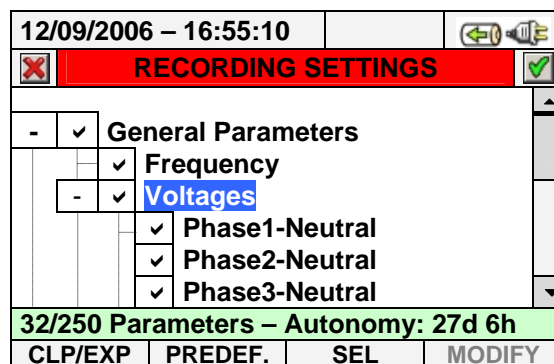 12/09/2006 – 16:55:10
RECORDING SETTINGS
- General Parameters
Frequency
- Voltages
Phase1-Neutral
Phase2-Neutral
Phase3-Neutral
32/250 Parameters – Autonomy: 27d 6h
CLP/EXP PREDEF. SEL MODIFY